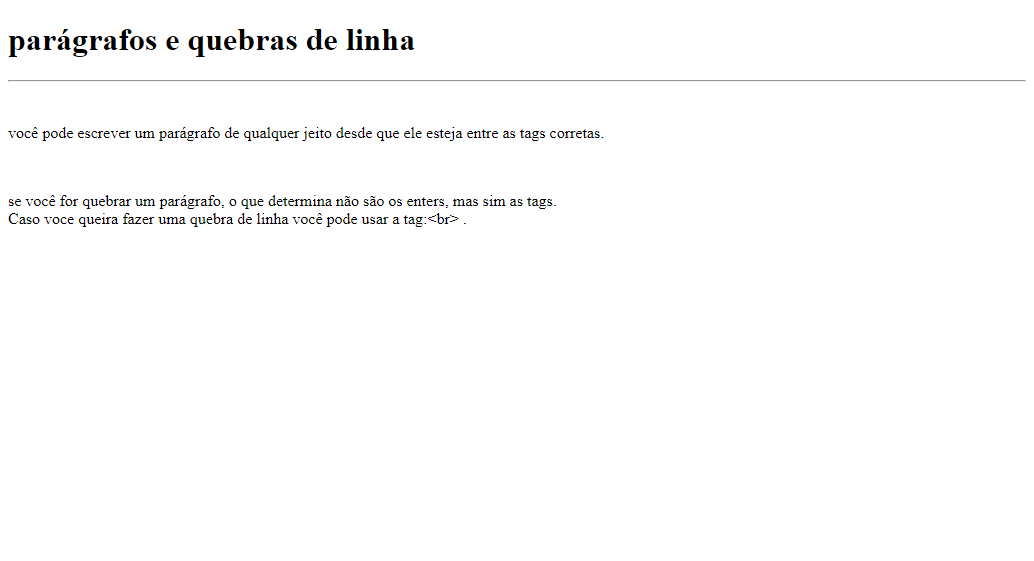 parágrafos e quebras de linha
você pode escrever um parágrafo de qualquer jeito desde que ele esteja entre as tags corretas.
se você for quebrar um parágrafo, o que determina não são os enters, mas sim as tags.
Caso voce queira fazer uma quebra de linha você pode usar a tag:<br> .